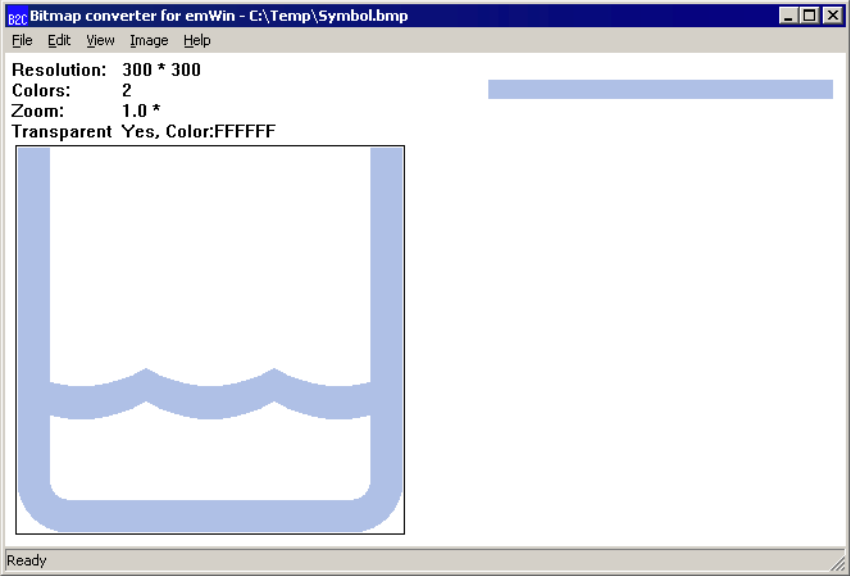 B2C Bitmap converter for emWin - C:\Temp\Symbol.bmp
File Edit View Image Help
Resolution: 300 * 300
Colors: 2
Zoom: 1.0 *
Transparent Yes, Color:FFFFFF
Ready